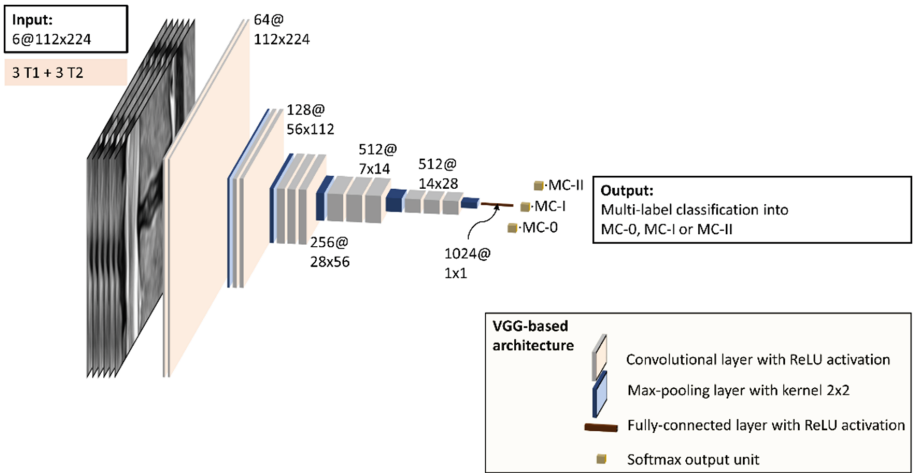 Input:
6@112x224
3 T1 + 3 T2
64@
112x224
128@
56x112
256@
28x56
512@
7x14
512@
14x28
1024@
1x1
·MC-II
·MC-I
·MC-0
Output:
Multi-label classification into
MC-0, MC-I or MC-II
VGG-based
architecture
Convolutional layer with ReLU activation
Max-pooling layer with kernel 2x2
Fully-connected layer with ReLU activation
Softmax output unit